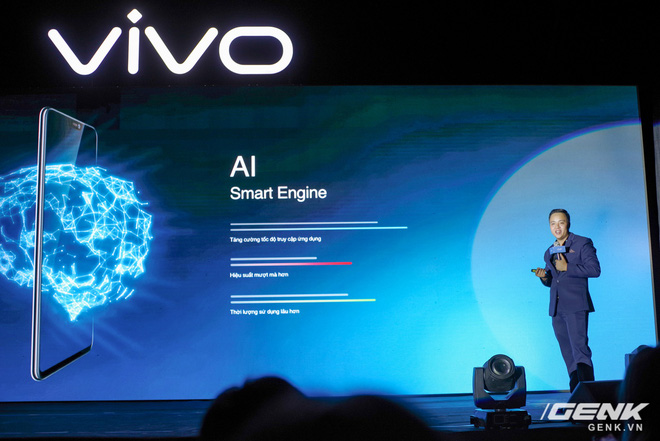 vivo
AI
Smart Engine
Tăng cường tốc độ truy cập ứng dụng
Hiệu suất mượt mà hơn
Thời lượng sử dụng lâu hơn
GENK
GENK.VN